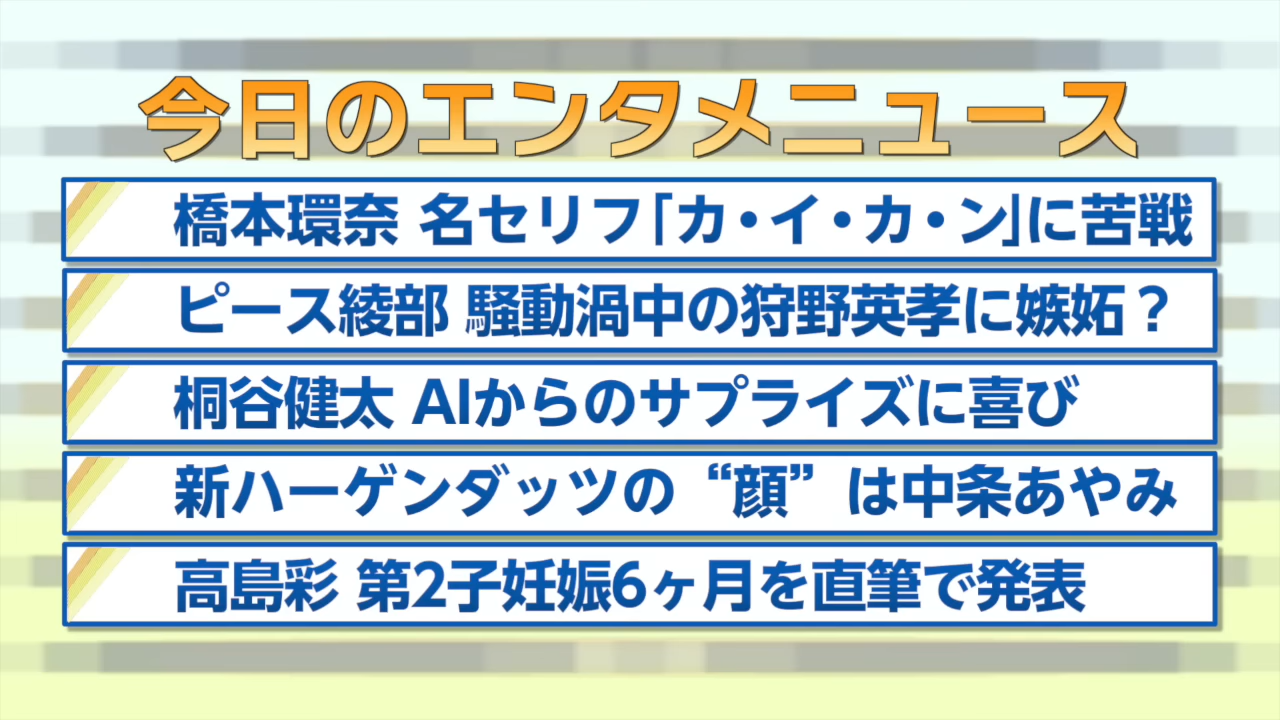 今日のエンタメニュース
橋本環奈 名セリフ「カ・イ・カ・ン」に苦戦
ピース綾部 騒動渦中の狩野英孝に嫉妬？
桐谷健太 AIからのサプライズに喜び
新ハーゲンダッツの“顔”は中条あやみ
高島彩 第2子妊娠6ヶ月を直筆で発表